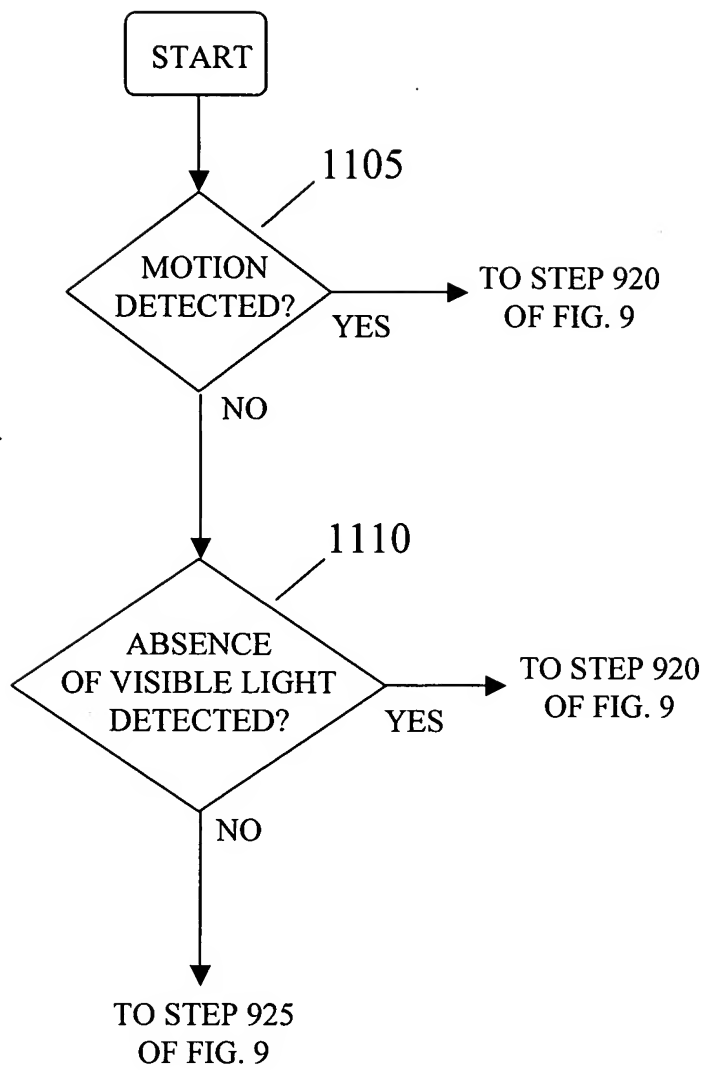 START
1105
MOTION
DETECTED?
YES
TO STEP 920
OF FIG. 9
NO
1110
ABSENCE
OF VISIBLE LIGHT
DETECTED?
YES
TO STEP 920
OF FIG. 9
NO
TO STEP 925
OF FIG. 9